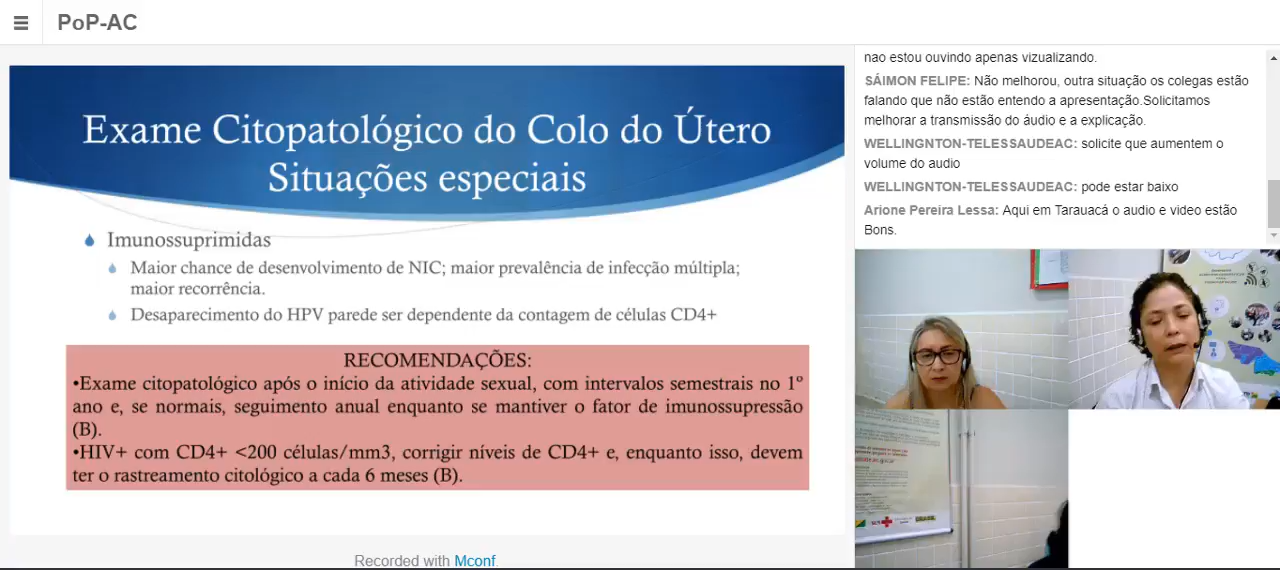 PoP-AC
Exame Citopatológico do Colo do Útero
Situações especiais
Imunossuprimidas
Maior chance de desenvolvimento de NIC; maior prevalência de infecção múltipla;
maior recorrência.
Desaparecimento do HPV parede ser dependente da contagem de células CD4+
RECOMENDAÇÕES:
•Exame citopatológico após o início da atividade sexual, com intervalos semestrais no 1º
ano e, se normais, seguimento anual enquanto se mantiver o fator de imunossupressão
(B).
•HIV+ com CD4+ <200 células/mm3, corrigir níveis de CD4+ e, enquanto isso, devem
ter o rastreamento citológico a cada 6 meses (B).
Recorded with Mconf.
nao estou ouvindo apenas vizualizando.
SÁIMON FELIPE: Não melhorou, outra situação os colegas estão
falando que não estão entendo a apresentação.Solicitamos
melhorar a transmissão do áudio e a explicação.
WELLINGNTON-TELESSAUDEAC: solicite que aumentem o
volume do audio
WELLINGNTON-TELESSAUDEAC: pode estar baixo
Arione Pereira Lessa: Aqui em Tarauacá o audio e video estão
Bons.
SUS